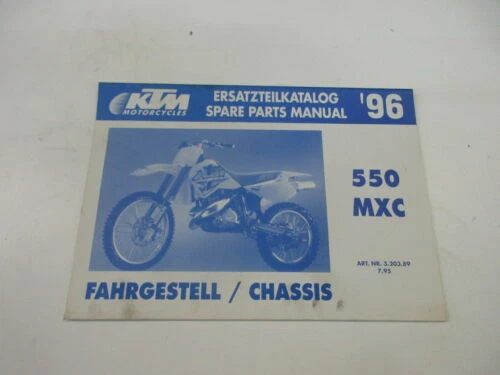 KTM
MOTORCYCLES
ERSATZTEILKATALOG
SPARE PARTS MANUAL
'96
550
MXC
ART. NR. 3.203.89
7.95
FAHRGESTELL / CHASSIS